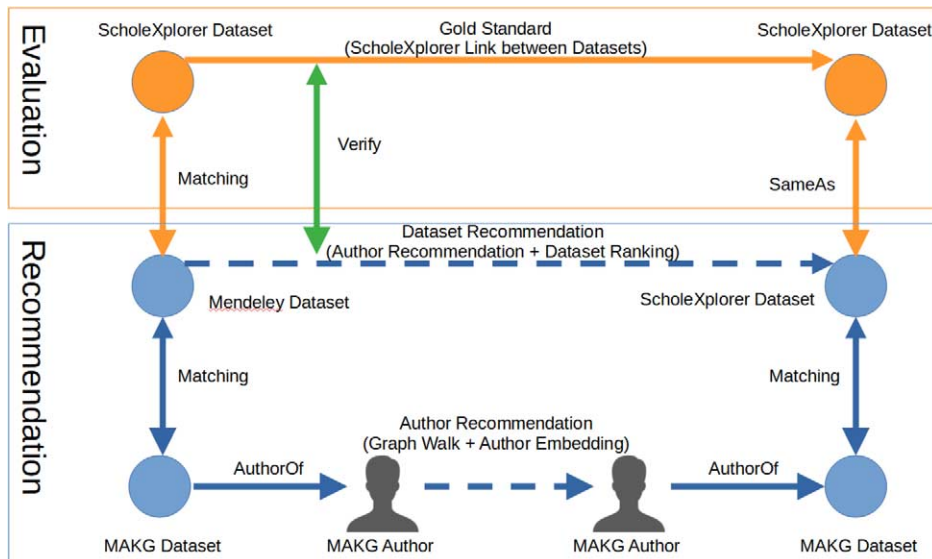 Evaluation
ScholeXplorer Dataset
Gold Standard
(ScholeXplorer Link between Datasets)
ScholeXplorer Dataset
Verify
Matching
SameAs
Recommendation
Dataset Recommendation
(Author Recommendation + Dataset Ranking)
Mendeley Dataset
ScholeXplorer Dataset
Matching
Matching
Author Recommendation
(Graph Walk + Author Embedding)
AuthorOf
AuthorOf
MAKG Dataset
MAKG Author
MAKG Author
MAKG Dataset